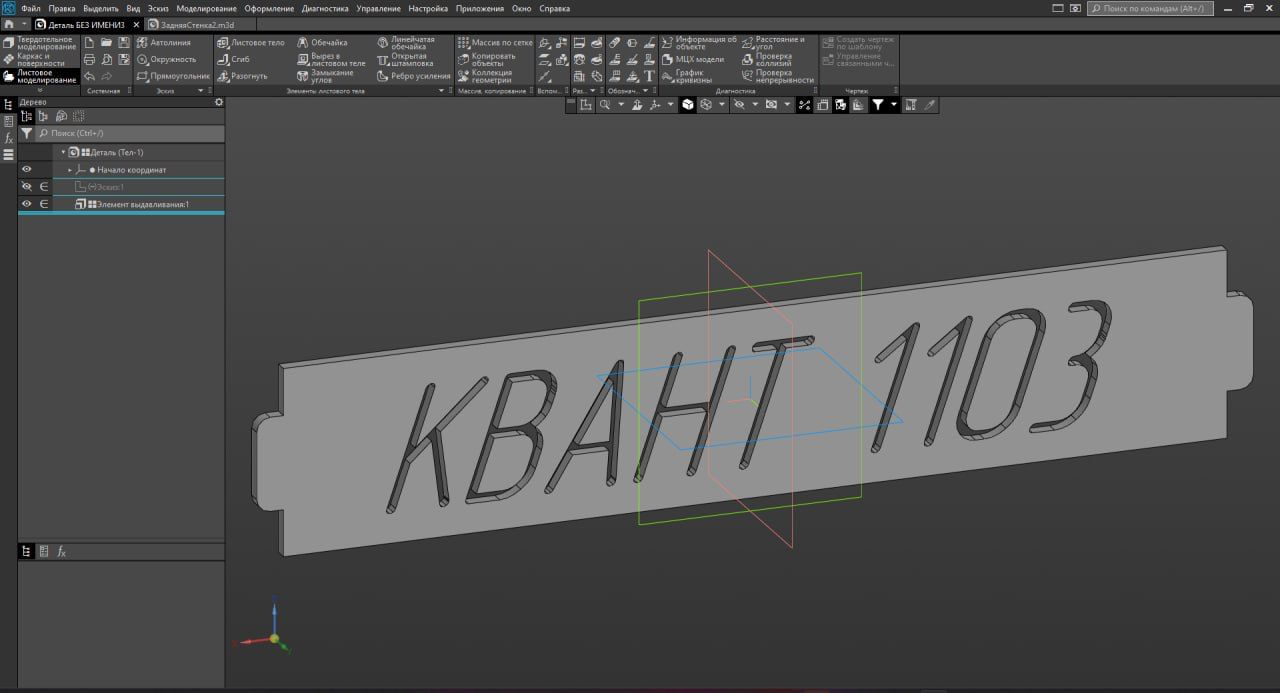 Файл Правка Выделить Вид Эскиз Моделирование Оформление Диагностика Управление Настройка Приложения Окно Справка
Поиск по командам (Alt+/)
Деталь БЕЗ ИМЕНИ3
ЗадняяСтенка2.m3d
Твердотельное моделирование
Каркас и поверхности
Листовое моделирование
Системная
Автолиния
Окружность
Прямоугольник
Эскиз
Листовое тело
Сгиб
Разогнуть
Обечайка
Вырез в листовом теле
Замыкание углов
Линейчатая обечайка
Открытая штамповка
Ребро усиления
Элементы листового тела
Массив по сетке
Копировать объекты
Коллекция геометрии
Массив, копирование
Вспом...
Раз...
Обознач...
Информация об объекте
МЦХ модели
График кривизны
Расстояние и угол
Проверка коллизий
Проверка непрерывности
Диагностика
Создать чертеж по шаблону
Управление связанными ч...
Чертеж
Дерево
Поиск (Ctrl+/)
Деталь (Тел-1)
Начало координат
(-)Эскиз:1
Элемент выдавливания:1
КВАНТ 1103